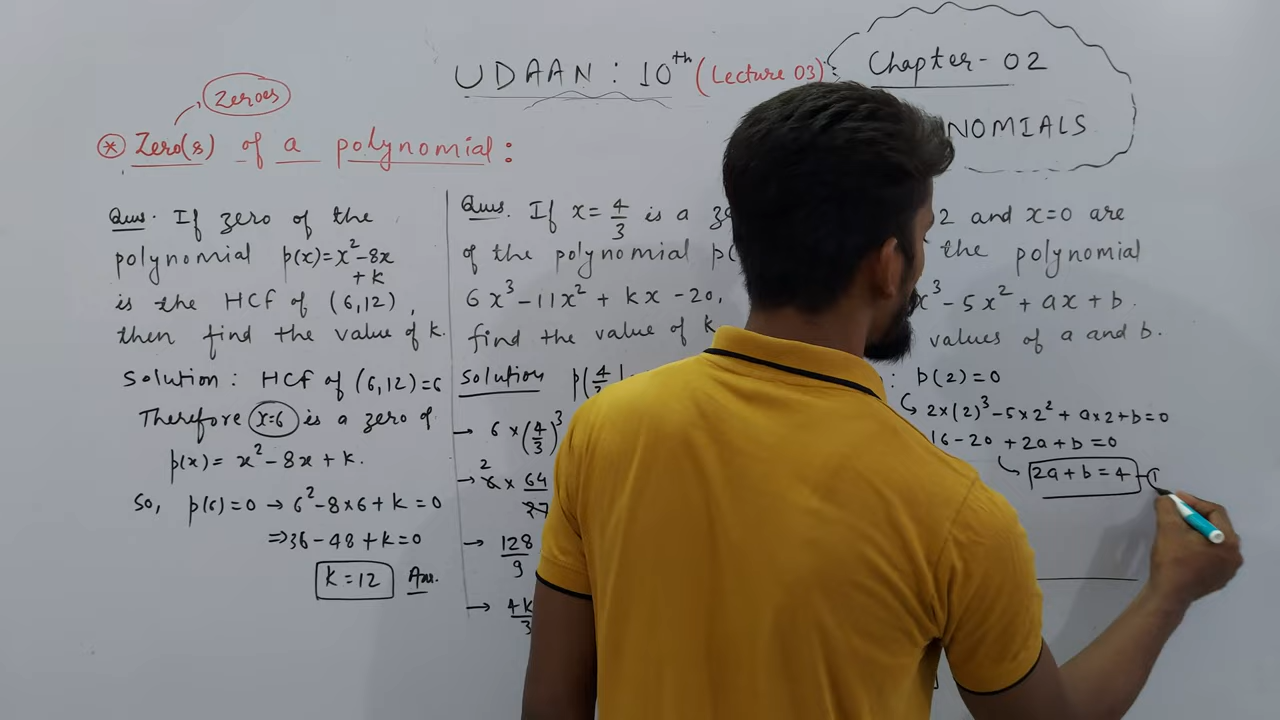 UDAAN : 10th (Lecture 03)
Chapter - 02
NOMIALS
Zeroes
* Zero(s) of a polynomial :
Ques. If zero of the
polynomial p(x)=x²-8x
+k
is the HCF of (6,12),
then find the value of k.
Solution : HCF of (6,12)=6
Therefore x=6 is a zero of
p(x) = x²-8x+k.
So, p(6)=0 → 6²-8×6+k=0
⇒36-48+k=0
k=12 Ans.
Ques. If x=4/3 is a
of the polynomial
6x³-11x²+kx-20,
find the value of k
Solution p(4/3
→ 6×(4/3)³
→ 6 2 × 64/27
→ 128/9
→ 4k/3
2 and x=0 are
the polynomial
x³-5x²+ax+b.
values of a and b.
: p(2)=0
↳ 2×(2)³-5×2²+a×2+b=0
16-20+2a+b=0
↳ 2a+b=4